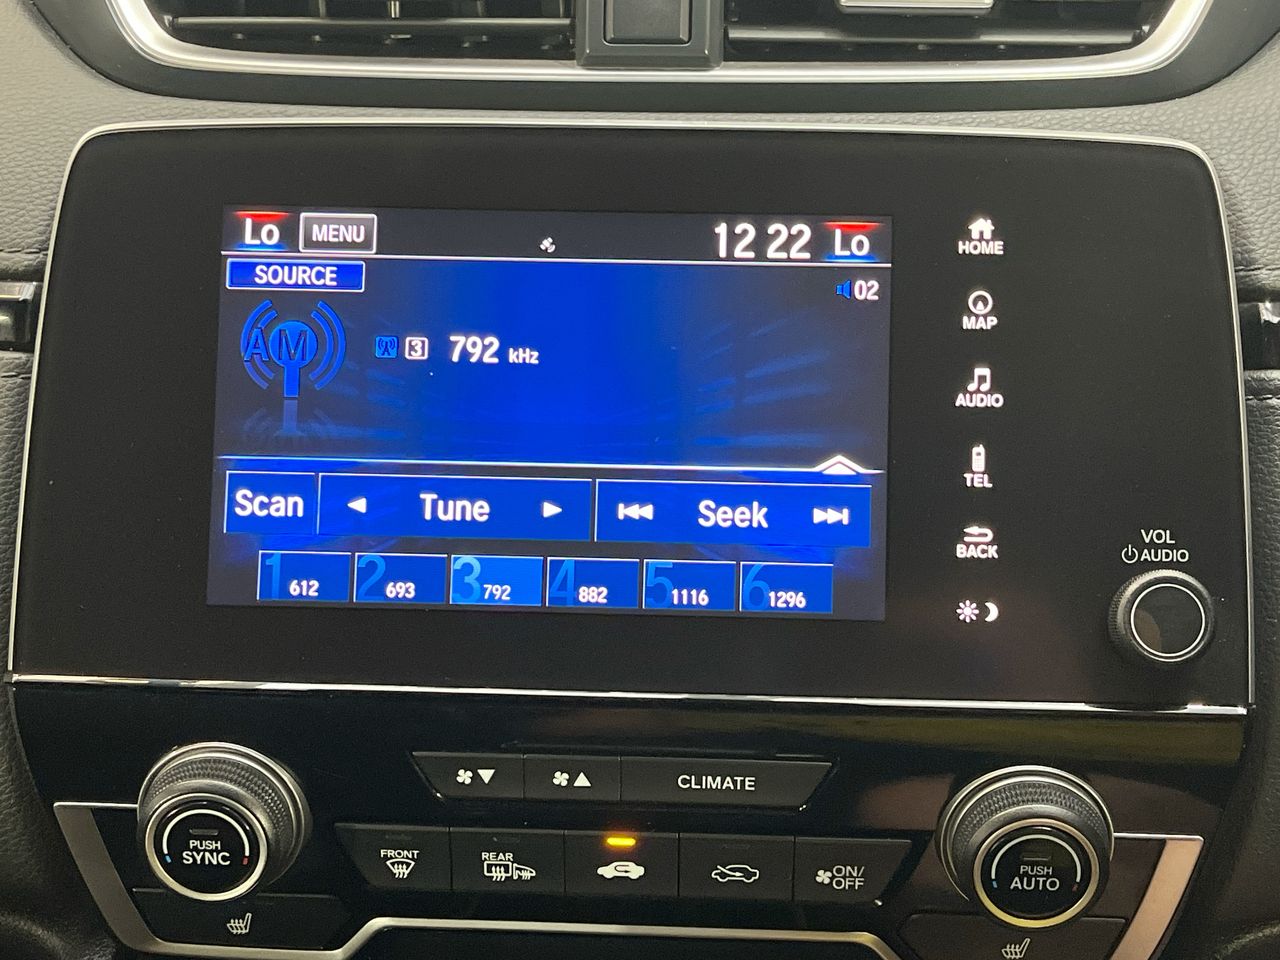 Lo MENU 12 22 Lo
SOURCE 02
AM 3 792 kHz
Scan Tune Seek
1 612 2 693 3 792 4 882 5 1116 6 1296
HOME
MAP
AUDIO
TEL
BACK
VOL
AUDIO
CLIMATE
PUSH
SYNC
FRONT
REAR
ON/
OFF
PUSH
AUTO